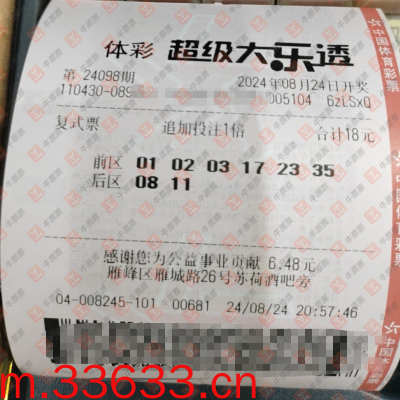 体彩 超级大乐透
第 24098期 2024年08月24日开奖
110430-089 005104 6zLSxQ
复式票 追加投注1倍 合计18元
前区 01 02 03 17 23 35
后区 08 11
感谢您为公益事业贡献 6.48元
雁峰区雁城路26号苏荷酒吧旁
04-008245-101 00681 24/08/24 20:57:46
中国体育彩票
m.33633.cn